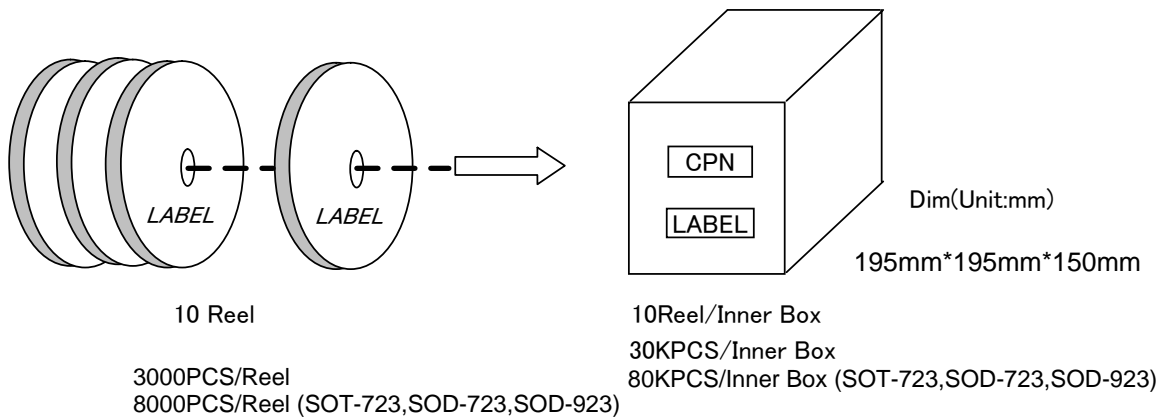 LABEL
LABEL
10 Reel
3000PCS/Reel
8000PCS/Reel (SOT-723,SOD-723,SOD-923)
CPN
LABEL
Dim(Unit:mm)
195mm*195mm*150mm
10Reel/Inner Box
30KPCS/Inner Box
80KPCS/Inner Box (SOT-723,SOD-723,SOD-923)